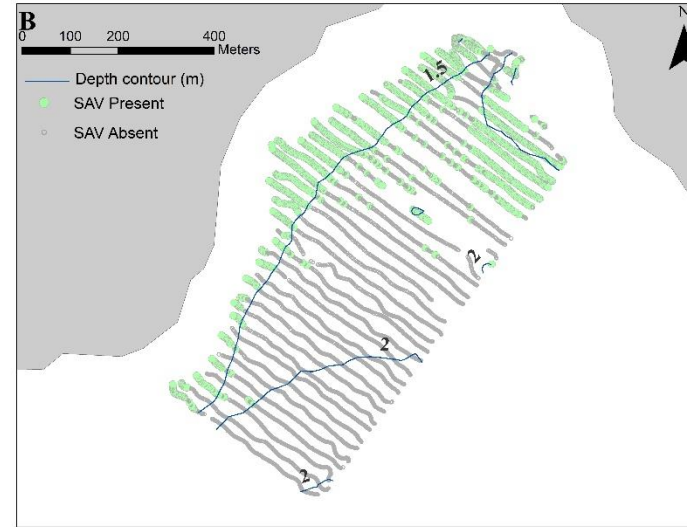 B
N
0 100 200 400
Meters
Depth contour (m)
SAV Present
SAV Absent
1.5
2
2
2